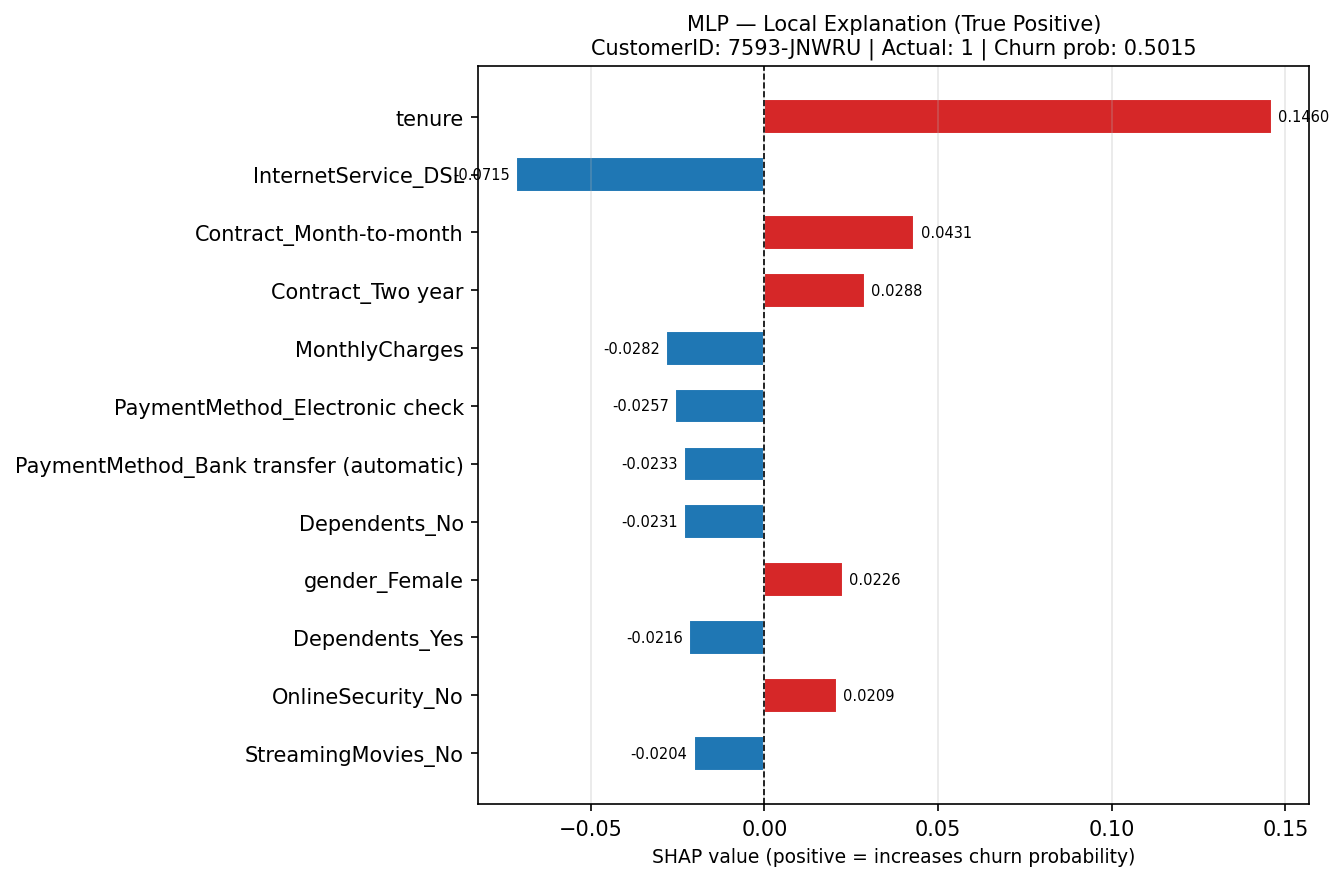 MLP — Local Explanation (True Positive)
CustomerID: 7593-JNWRU | Actual: 1 | Churn prob: 0.5015
tenure 0.1460
InternetService_DSL -0.0715
Contract_Month-to-month 0.0431
Contract_Two year 0.0288
MonthlyCharges -0.0282
PaymentMethod_Electronic check -0.0257
PaymentMethod_Bank transfer (automatic) -0.0233
Dependents_No -0.0231
gender_Female 0.0226
Dependents_Yes -0.0216
OnlineSecurity_No 0.0209
StreamingMovies_No -0.0204
−0.05 0.00 0.05 0.10 0.15
SHAP value (positive = increases churn probability)